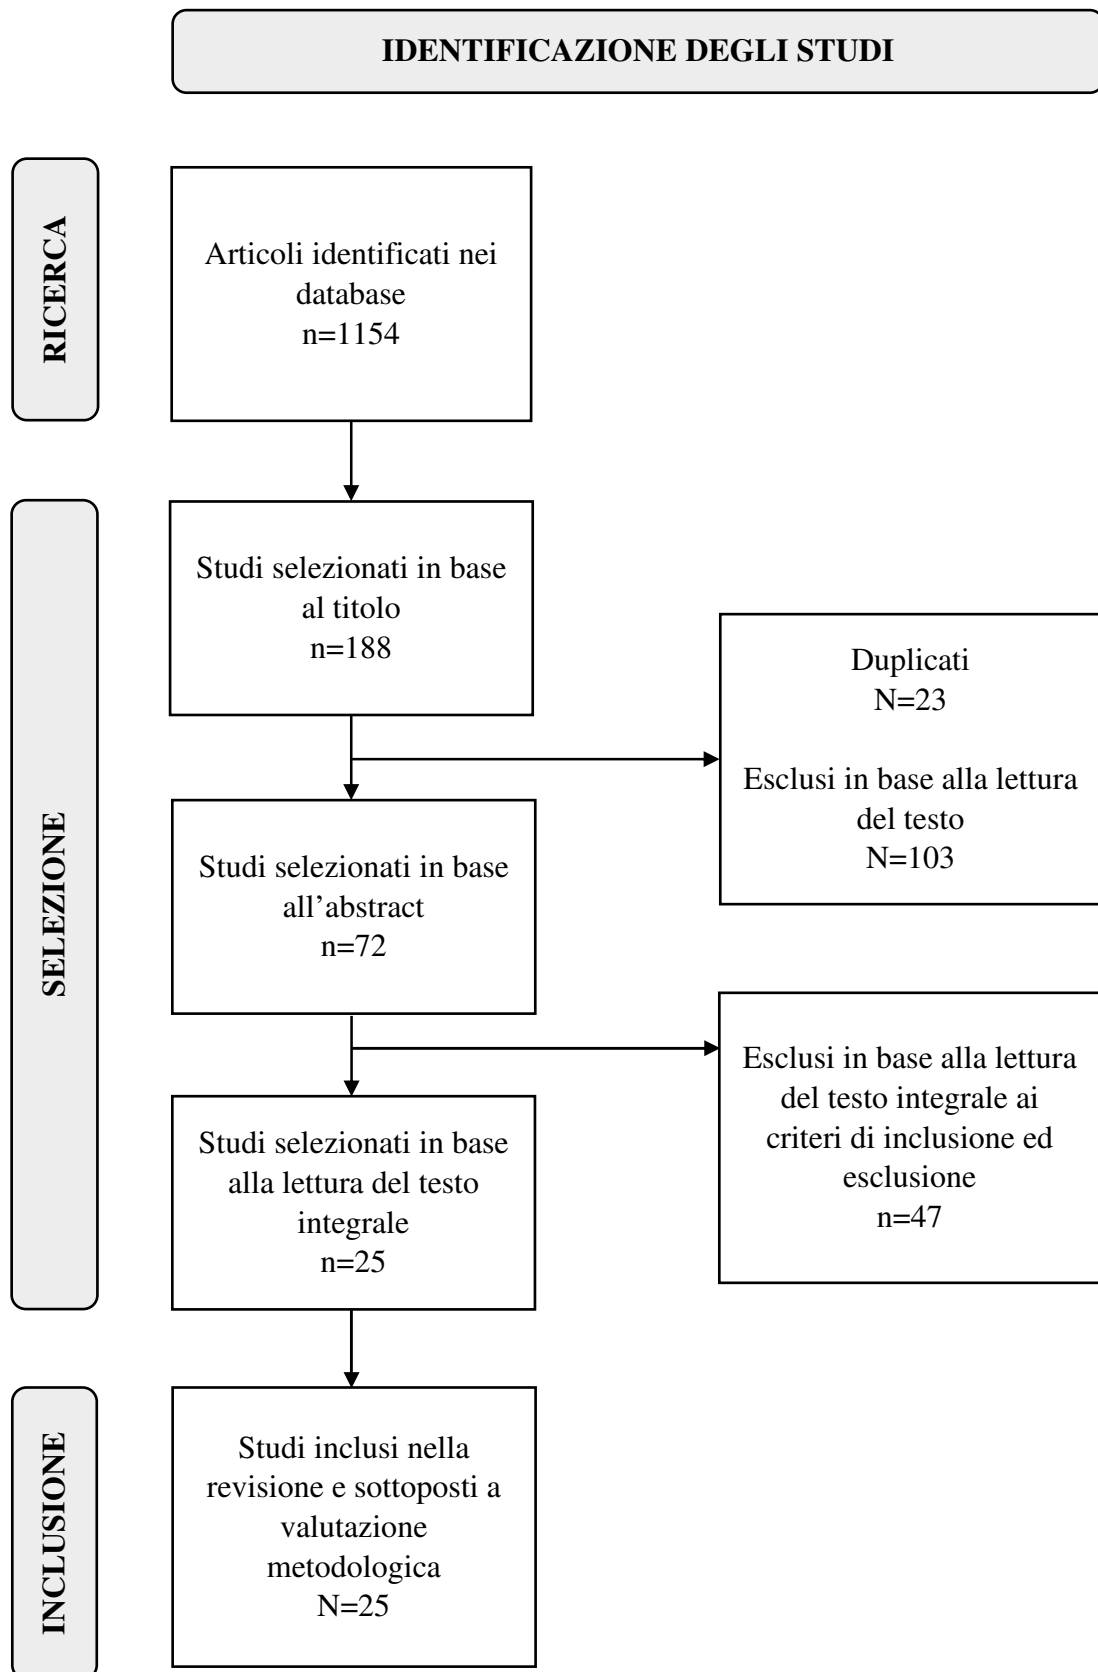 IDENTIFICAZIONE DEGLI STUDI
RICERCA
Articoli identificati nei
database
n=1154
SELEZIONE
Studi selezionati in base
al titolo
n=188
Duplicati
N=23
Esclusi in base alla lettura
del testo
N=103
Studi selezionati in base
all’abstract
n=72
Esclusi in base alla lettura
del testo integrale ai
criteri di inclusione ed
esclusione
n=47
Studi selezionati in base
alla lettura del testo
integrale
n=25
INCLUSIONE
Studi inclusi nella
revisione e sottoposti a
valutazione
metodologica
N=25